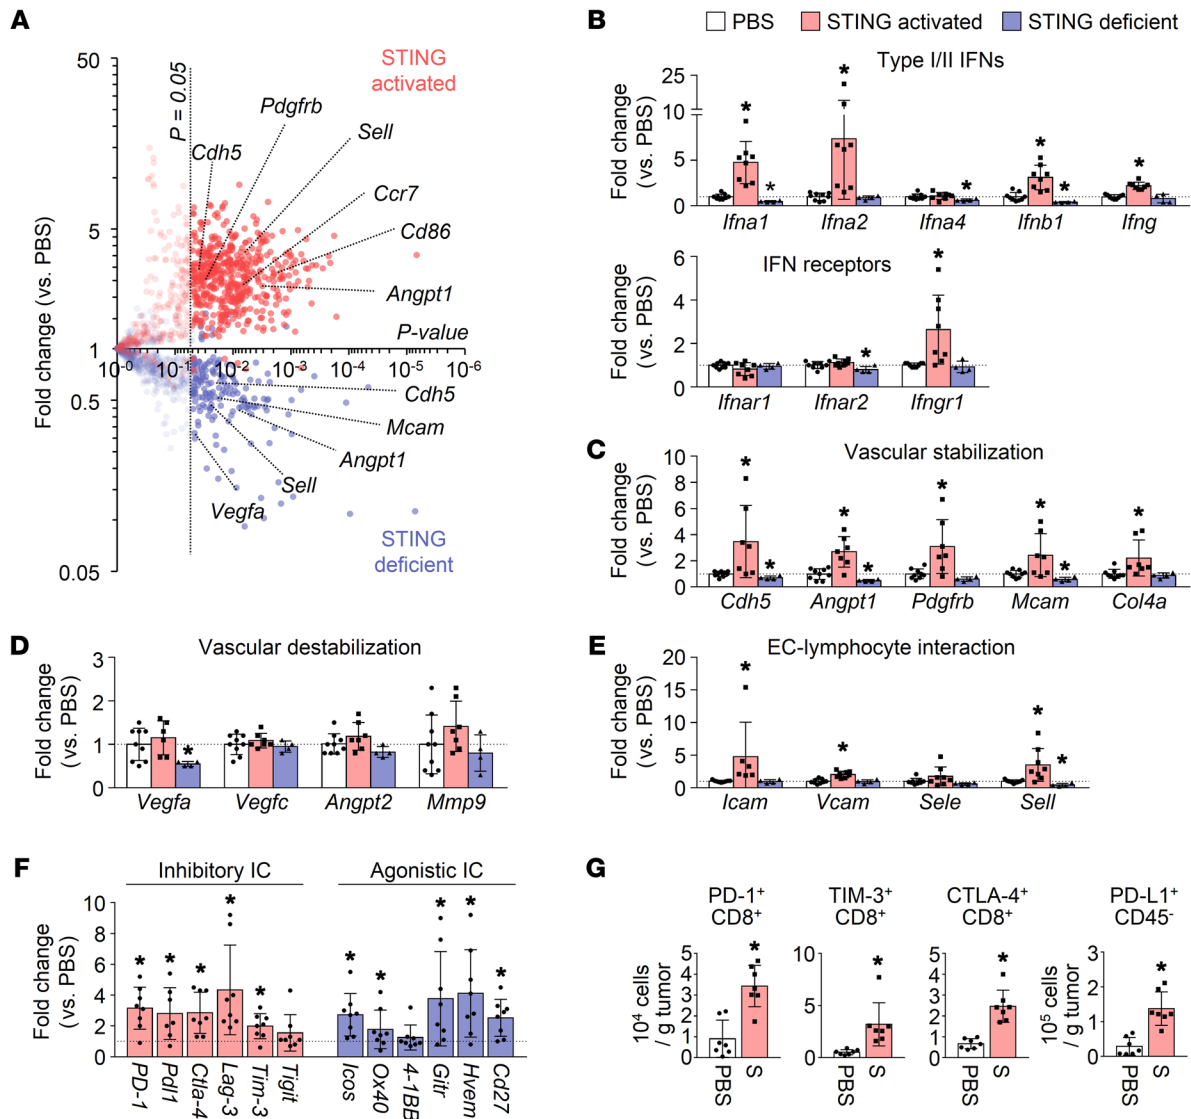 A
50
5
1
0.5
0.05
Fold change (vs. PBS)
P = 0.05
STING
activated
Pdgfrb
Sell
Cdh5
Ccr7
Cd86
Angpt1
P-value
10⁻⁰ 10⁻¹ 10⁻² 10⁻³ 10⁻⁴ 10⁻⁵ 10⁻⁶
Cdh5
Mcam
Angpt1
Sell
Vegfa
STING
deficient
B
PBS STING activated STING deficient
Type I/II IFNs
Fold change
(vs. PBS)
25
10
5
0
* * * * * * *
Ifna1 Ifna2 Ifna4 Ifnb1 Ifng
IFN receptors
Fold change
(vs. PBS)
6
4
2
0
* *
Ifnar1 Ifnar2 Ifngr1
C
Vascular stabilization
Fold change
(vs. PBS)
10
8
6
4
2
0
* * * * * * * *
Cdh5 Angpt1 Pdgfrb Mcam Col4a
D
Vascular destabilization
Fold change
(vs. PBS)
3
2
1
0
*
Vegfa Vegfc Angpt2 Mmp9
E
EC-lymphocyte interaction
Fold change
(vs. PBS)
20
15
10
5
0
* * * *
Icam Vcam Sele Sell
F
Inhibitory IC Agonistic IC
Fold change
(vs. PBS)
10
8
6
4
2
0
* * * * * * * * * *
PD-1 Pdl1 Ctla-4 Lag-3 Tim-3 Tigit Icos Ox40 4-1BB Gitr Hvem Cd27
G
10⁴ cells
/ g tumor
PD-1⁺
CD8⁺
5
4
3
2
1
0
*
PBS S
TIM-3⁺
CD8⁺
10
5
0
*
PBS S
CTLA-4⁺
CD8⁺
5
4
3
2
1
0
*
PBS S
10⁵ cells
/ g tumor
PD-L1⁺
CD45⁻
3
2
1
0
*
PBS S